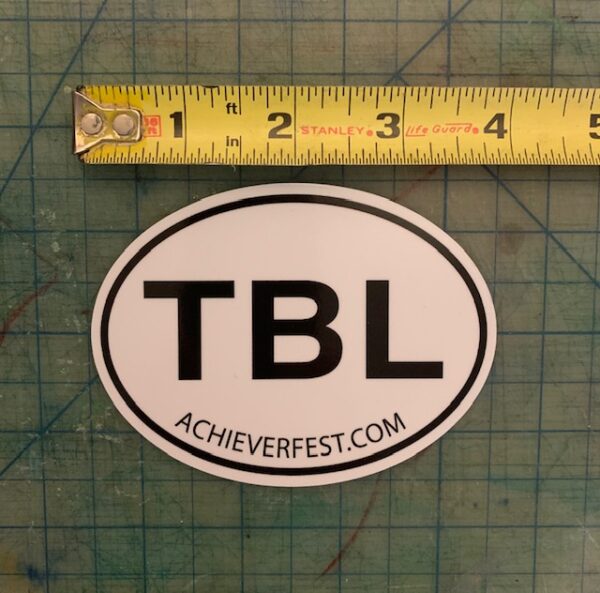 ft
1 2 STANLEY. 3 Life Guard 4 5
in
TBL
ACHIEVERFEST.COM